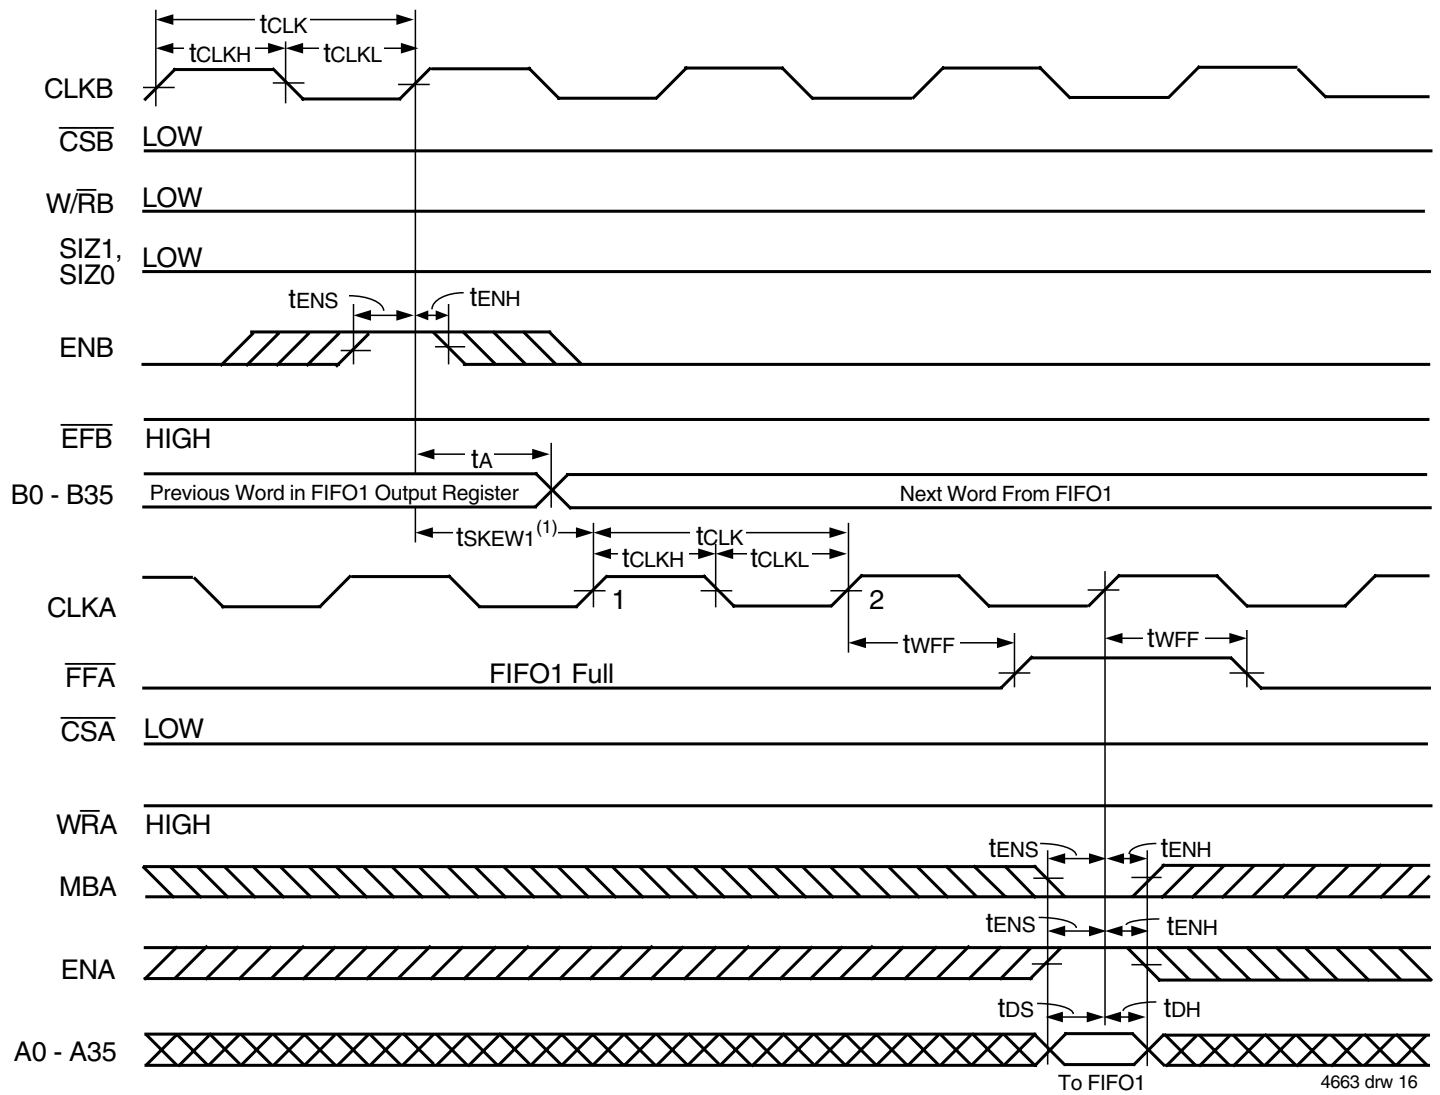 tCLK
tCLKH tCLKL
CLKB
CSB LOW
W/RB LOW
SIZ1,
SIZ0 LOW
tENS tENH
ENB
EFB HIGH
tA
B0 - B35 Previous Word in FIFO1 Output Register Next Word From FIFO1
tSKEW1(1) tCLK
tCLKH tCLKL
CLKA 1 2
tWFF tWFF
FFA FIFO1 Full
CSA LOW
WRA HIGH
tENS tENH
MBA
tENS tENH
ENA
tDS tDH
A0 - A35
To FIFO1
4663 drw 16